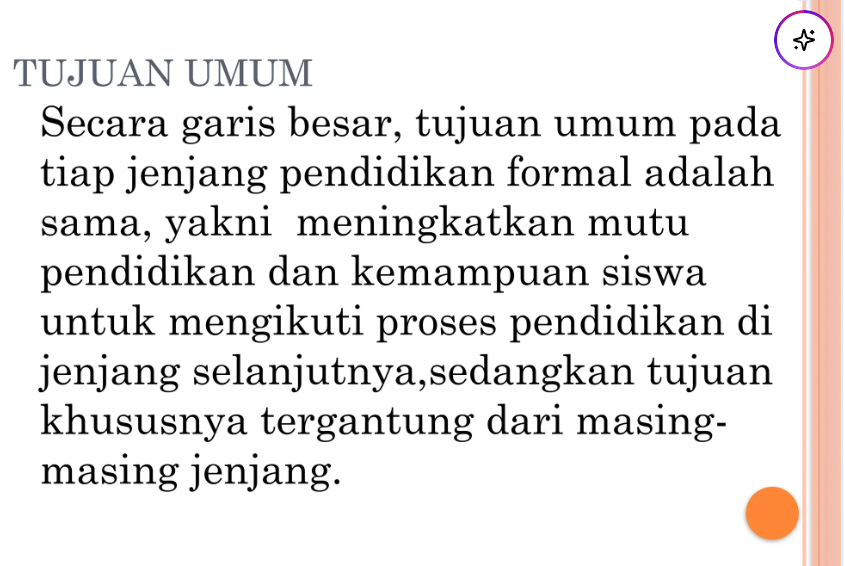 TUJUAN UMUM
Secara garis besar, tujuan umum pada
tiap jenjang pendidikan formal adalah
sama, yakni  meningkatkan mutu
pendidikan dan kemampuan siswa
untuk mengikuti proses pendidikan di
jenjang selanjutnya,sedangkan tujuan
khususnya tergantung dari masing-
masing jenjang.